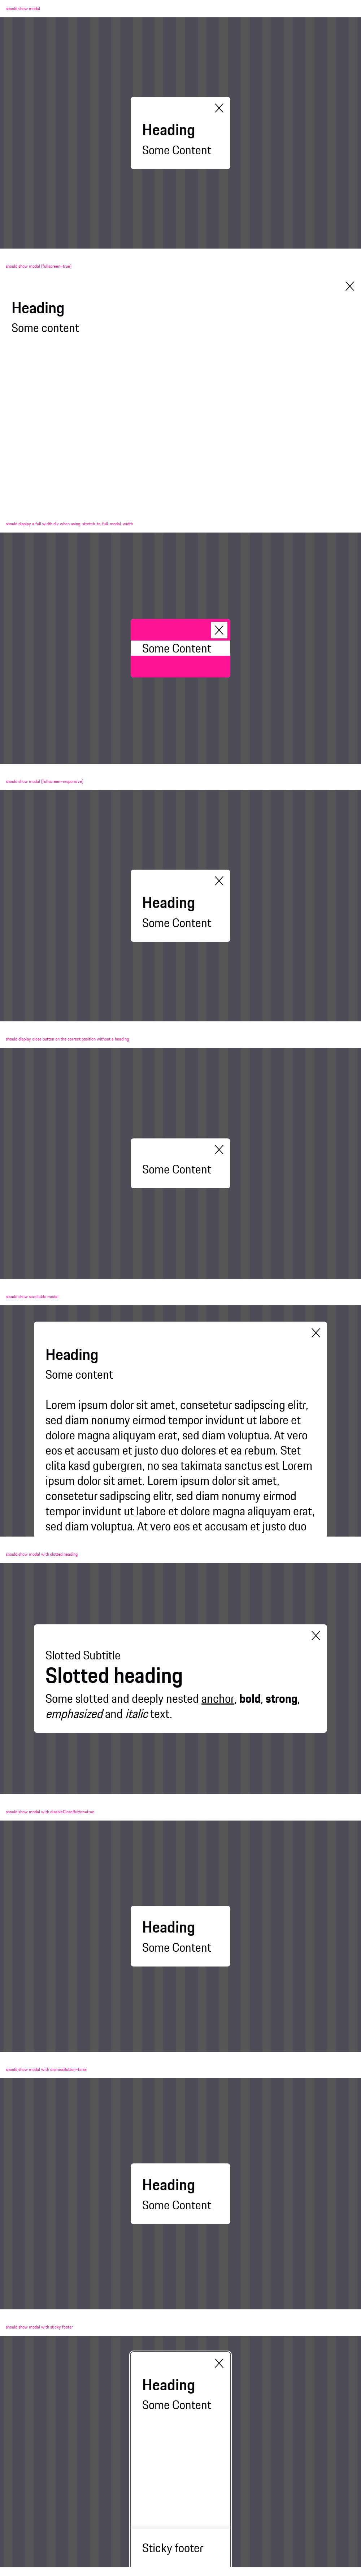 should show modal
Heading
Some Content
should show modal (fullscreen=true)
Heading
Some content
should display a full width div when using .stretch-to-full-modal-width
Some Content
should show modal (fullscreen=responsive)
Heading
Some Content
should display close button on the correct position without a heading
Some Content
should show scrollable modal
Heading
Some content
Lorem ipsum dolor sit amet, consetetur sadipscing elitr,
sed diam nonumy eirmod tempor invidunt ut labore et
dolore magna aliquyam erat, sed diam voluptua. At vero
eos et accusam et justo duo dolores et ea rebum. Stet
clita kasd gubergren, no sea takimata sanctus est Lorem
ipsum dolor sit amet. Lorem ipsum dolor sit amet,
consetetur sadipscing elitr, sed diam nonumy eirmod
tempor invidunt ut labore et dolore magna aliquyam erat,
sed diam voluptua. At vero eos et accusam et justo duo
should show modal with slotted heading
Slotted Subtitle
Slotted heading
Some slotted and deeply nested anchor, bold, strong,
emphasized and italic text.
should show modal with disableCloseButton=true
Heading
Some Content
should show modal with dismissButton=false
Heading
Some Content
should show modal with sticky footer
Heading
Some Content
Sticky footer